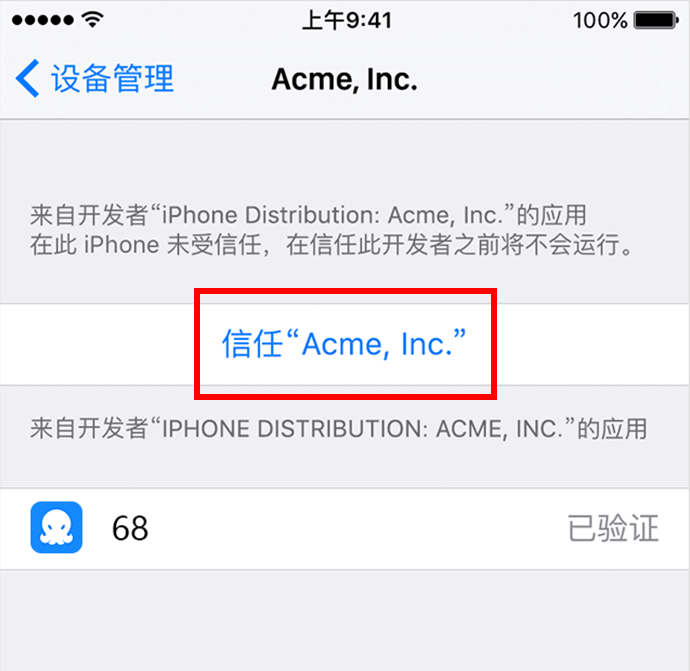 上午9:41
100%
设备管理
Acme, Inc.
来自开发者“iPhone Distribution: Acme, Inc.”的应用
在此 iPhone 未受信任，在信任此开发者之前将不会运行。
信任“Acme, Inc.”
来自开发者“IPHONE DISTRIBUTION: ACME, INC.”的应用
68
已验证